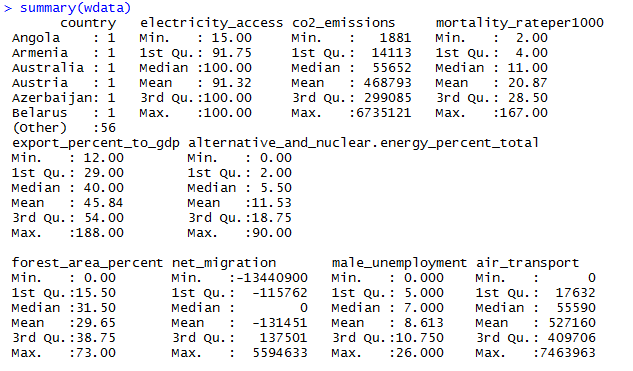 > summary(wdata)
country electricity_access co2_emissions mortality_rateper1000
Angola : 1 Min. : 15.00 Min. : 1881 Min. : 2.00
Armenia : 1 1st Qu.: 91.75 1st Qu.: 14113 1st Qu.: 4.00
Australia : 1 Median :100.00 Median : 55652 Median : 11.00
Austria : 1 Mean : 91.32 Mean : 468793 Mean : 20.87
Azerbaijan: 1 3rd Qu.:100.00 3rd Qu.: 299085 3rd Qu.: 28.50
Belarus : 1 Max. :100.00 Max. :6735121 Max. :167.00
(Other) :56
export_percent_to_gdp alternative_and_nuclear.energy_percent_total
Min. : 12.00 Min. : 0.00
1st Qu.: 29.00 1st Qu.: 2.00
Median : 40.00 Median : 5.50
Mean : 45.84 Mean :11.53
3rd Qu.: 54.00 3rd Qu.:18.75
Max. :188.00 Max. :90.00
forest_area_percent net_migration male_unemployment air_transport
Min. : 0.00 Min. :-13440900 Min. : 0.000 Min. : 0
1st Qu.:15.50 1st Qu.: -115762 1st Qu.: 5.000 1st Qu.: 17632
Median :31.50 Median : 0 Median : 7.000 Median : 55590
Mean :29.65 Mean : -131451 Mean : 8.613 Mean : 527160
3rd Qu.:38.75 3rd Qu.: 137501 3rd Qu.:10.750 3rd Qu.: 409706
Max. :73.00 Max. : 5594633 Max. :26.000 Max. :7463963